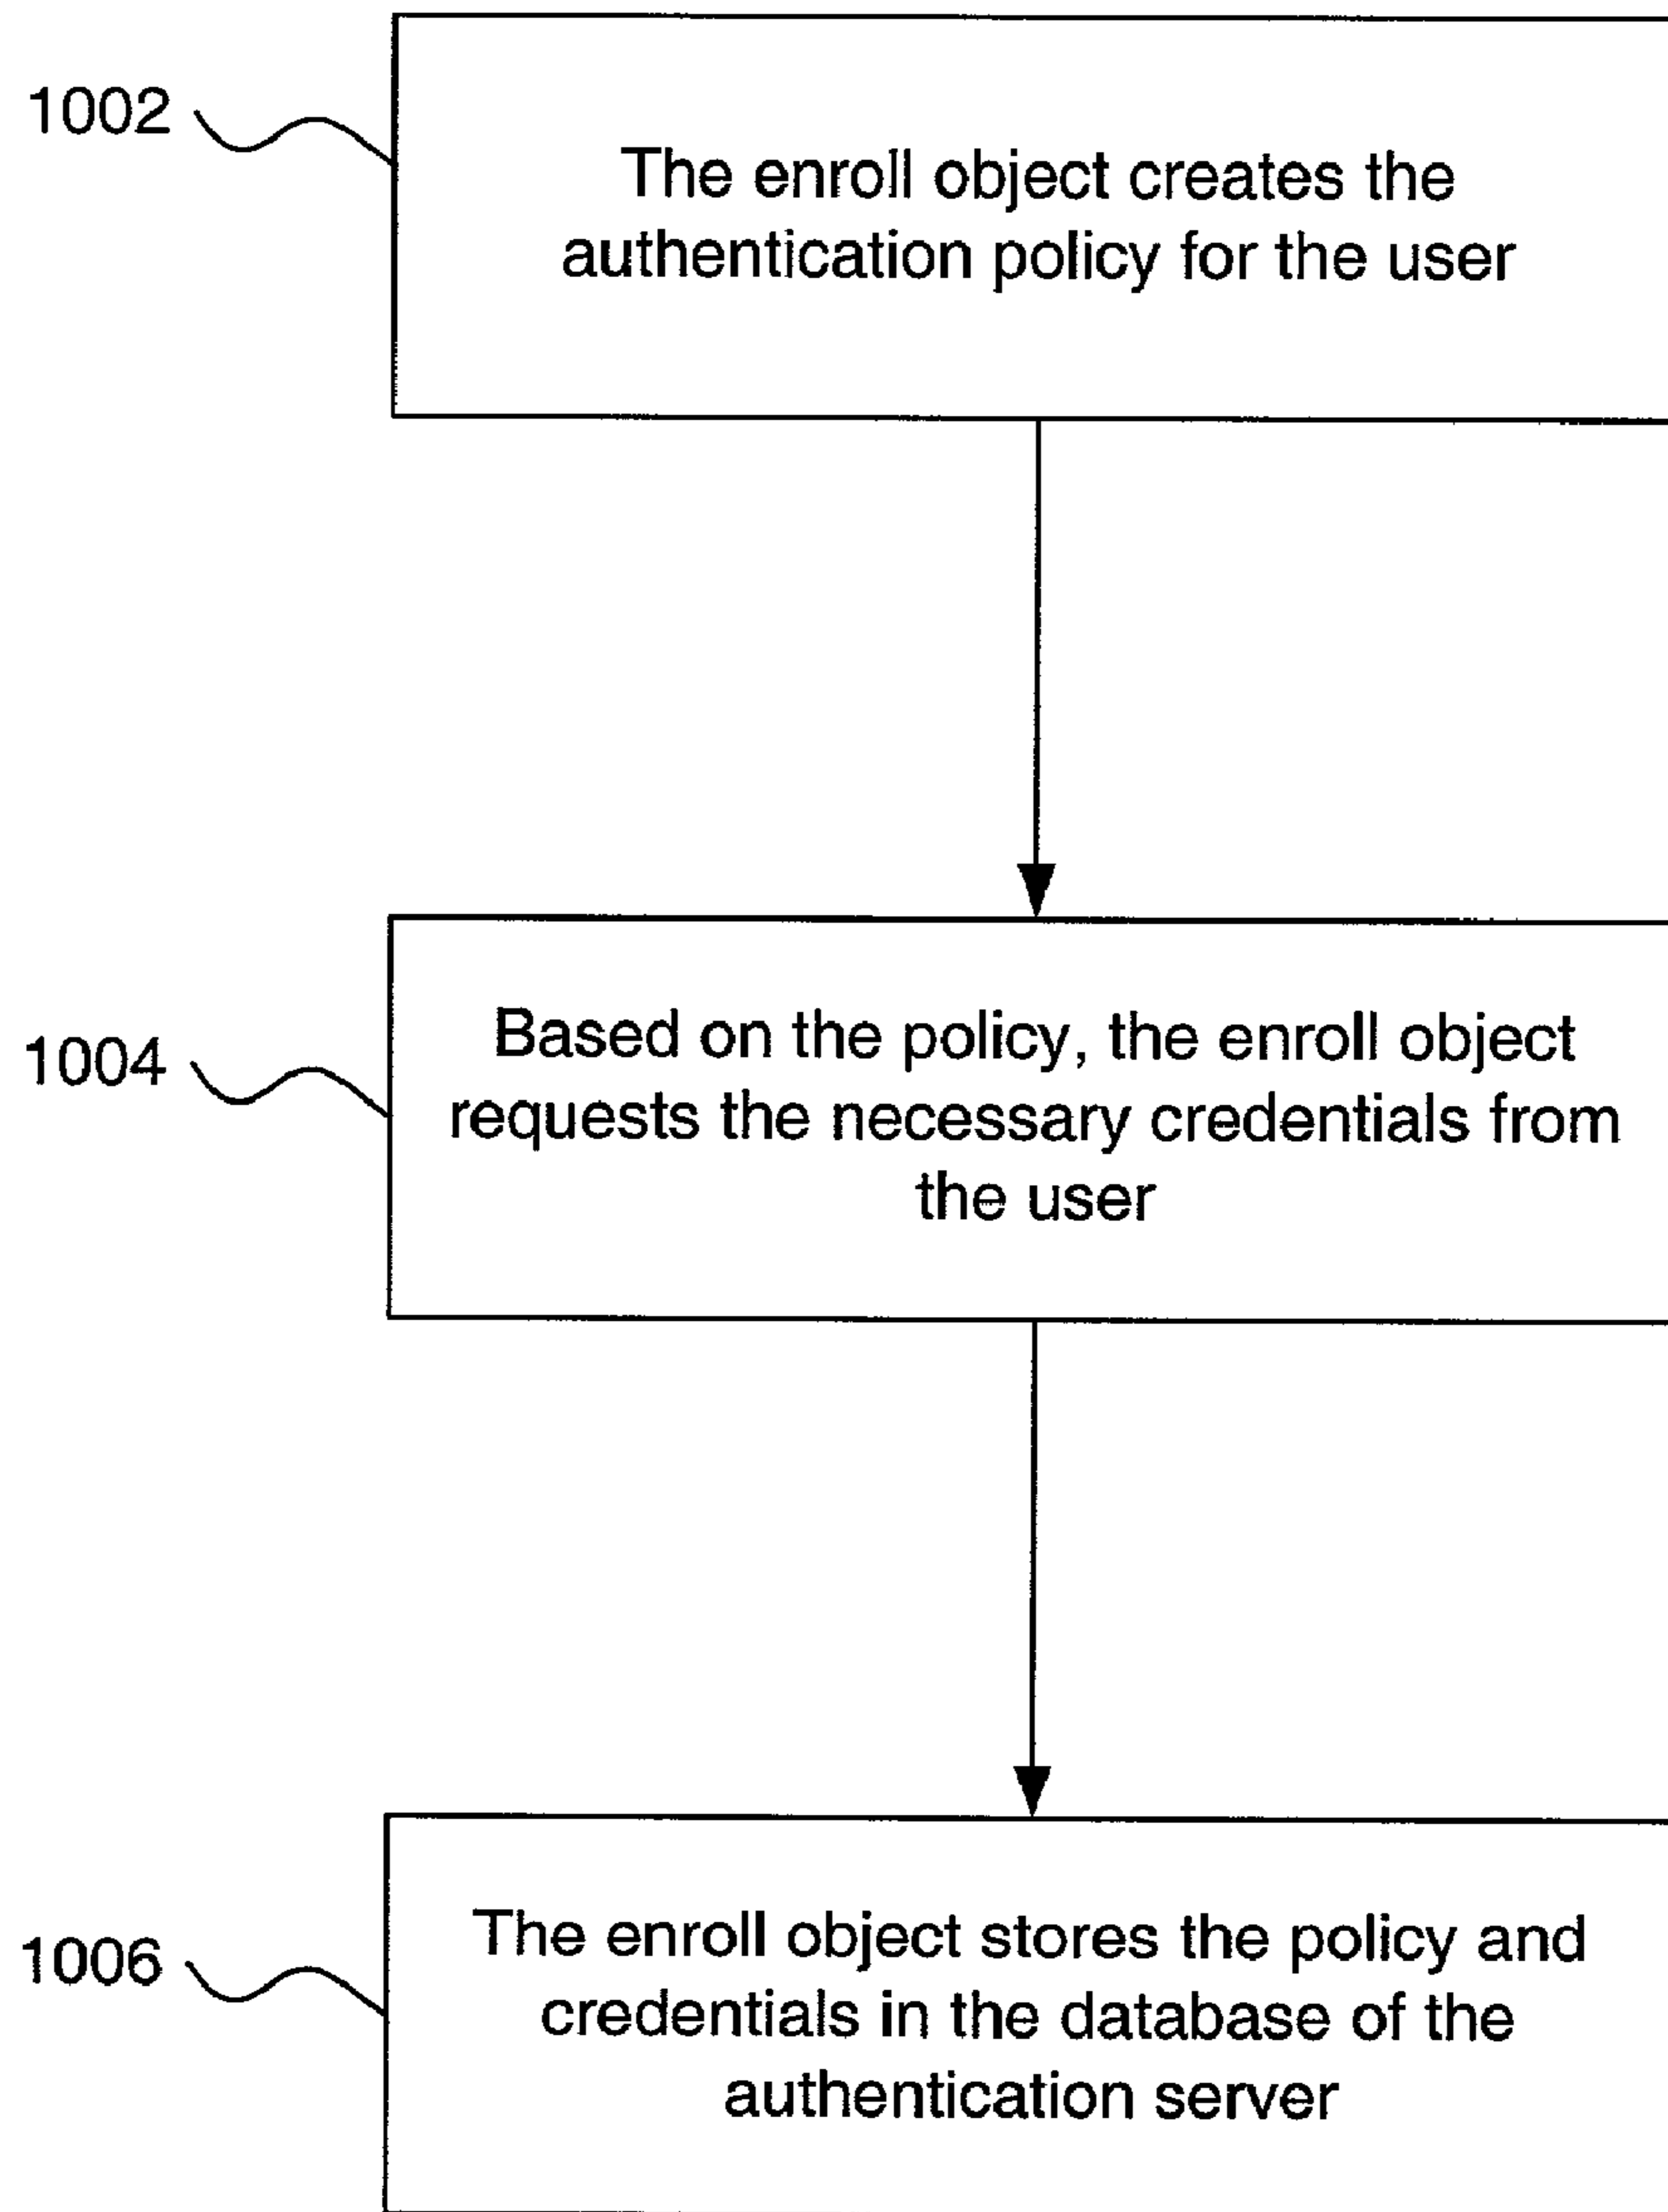 1002
The enroll object creates the
authentication policy for the user
1004
Based on the policy, the enroll object
requests the necessary credentials from
the user
1006
The enroll object stores the policy and
credentials in the database of the
authentication server